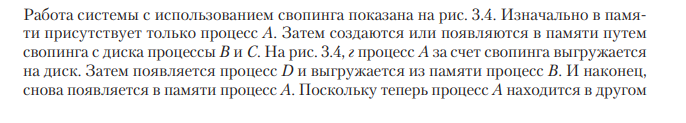 Работа системы с использованием свопинга показана на рис. 3.4. Изначально в памя-
ти присутствует только процесс A. Затем создаются или появляются в памяти путем
свопинга с диска процессы B и C. На рис. 3.4, г процесс A за счет свопинга выгружается
на диск. Затем появляется процесс D и выгружается из памяти процесс B. И наконец,
снова появляется в памяти процесс A. Поскольку теперь процесс A находится в другом